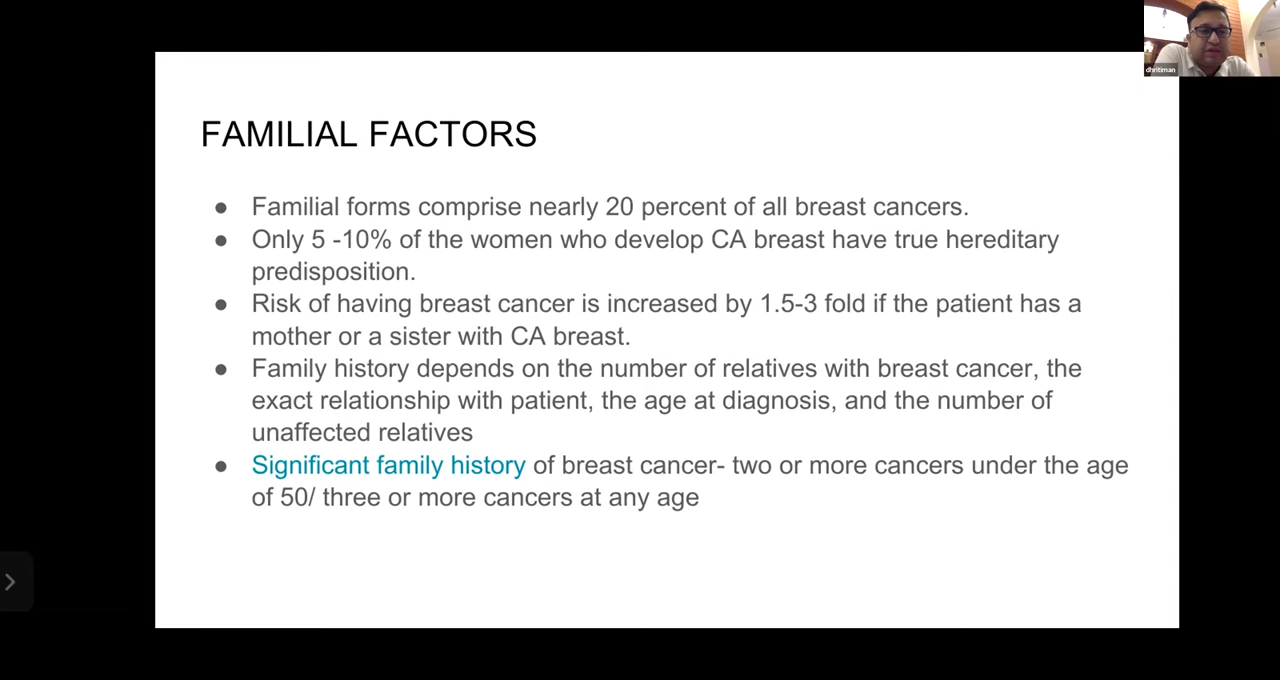 FAMILIAL FACTORS
● Familial forms comprise nearly 20 percent of all breast cancers.
● Only 5 -10% of the women who develop CA breast have true hereditary
predisposition.
● Risk of having breast cancer is increased by 1.5-3 fold if the patient has a
mother or a sister with CA breast.
● Family history depends on the number of relatives with breast cancer, the
exact relationship with patient, the age at diagnosis, and the number of
unaffected relatives
● Significant family history of breast cancer- two or more cancers under the age
of 50/ three or more cancers at any age
dhritiman